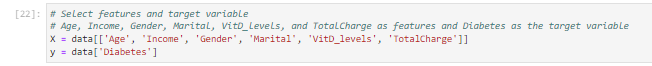 [22]: # Select features and target variable
# Age, Income, Gender, Marital, VitD_Levels, and TotalCharge as features and Diabetes as the target variable
X = data[['Age', 'Income', 'Gender', 'Marital', 'VitD_levels', 'TotalCharge']]
y = data['Diabetes']